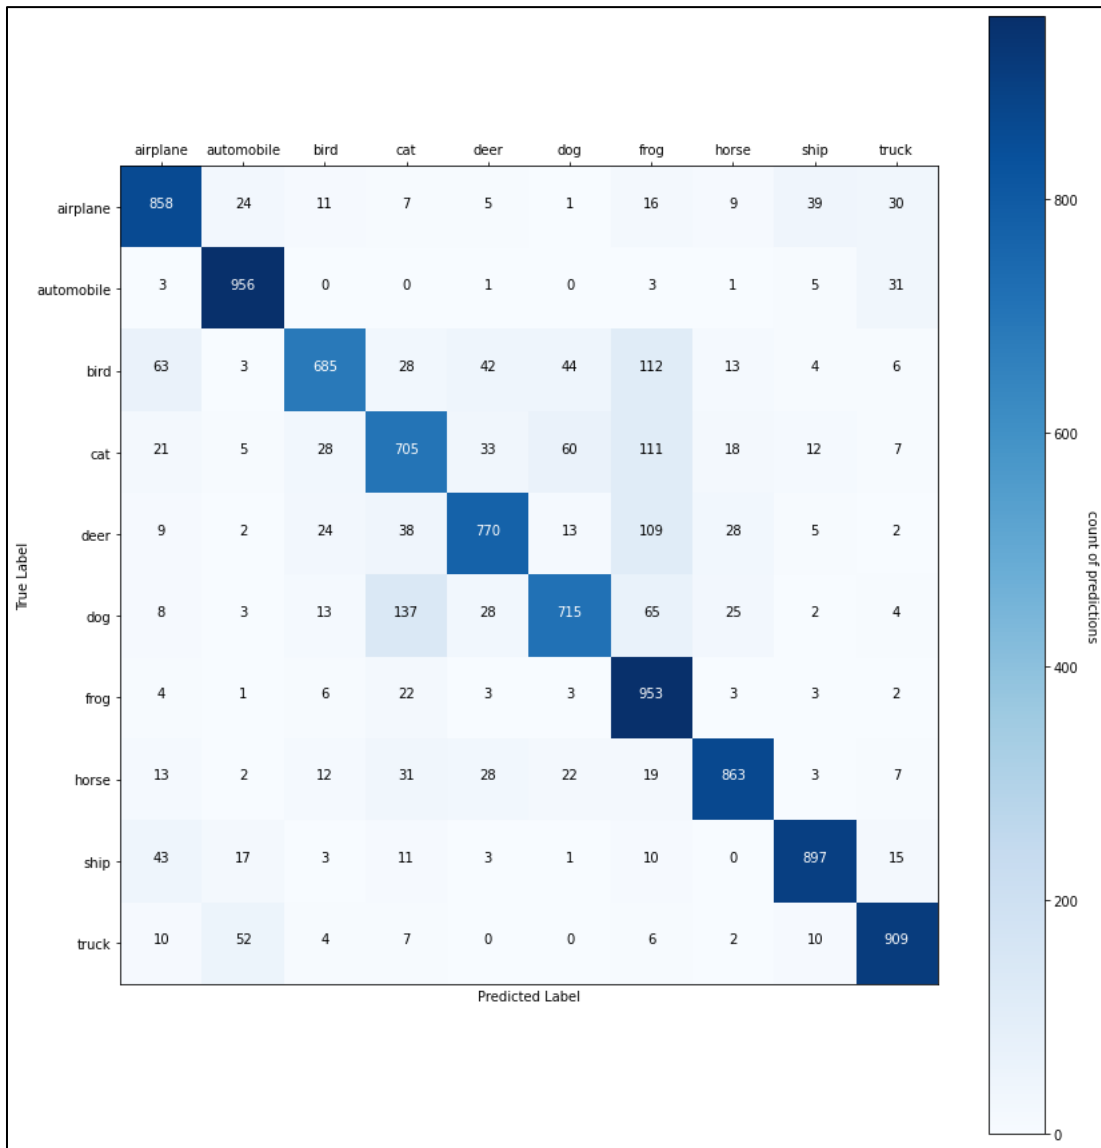 airplane automobile bird cat deer dog frog horse ship truck
airplane 858 24 11 7 5 1 16 9 39 30
automobile 3 956 0 0 1 0 3 1 5 31
bird 63 3 685 28 42 44 112 13 4 6
cat 21 5 28 705 33 60 111 18 12 7
deer 9 2 24 38 770 13 109 28 5 2
dog 8 3 13 137 28 715 65 25 2 4
frog 4 1 6 22 3 3 953 3 3 2
horse 13 2 12 31 28 22 19 863 3 7
ship 43 17 3 11 3 1 10 0 897 15
truck 10 52 4 7 0 0 6 2 10 909
True Label
Predicted Label
800
600
400
200
0
count of predictions